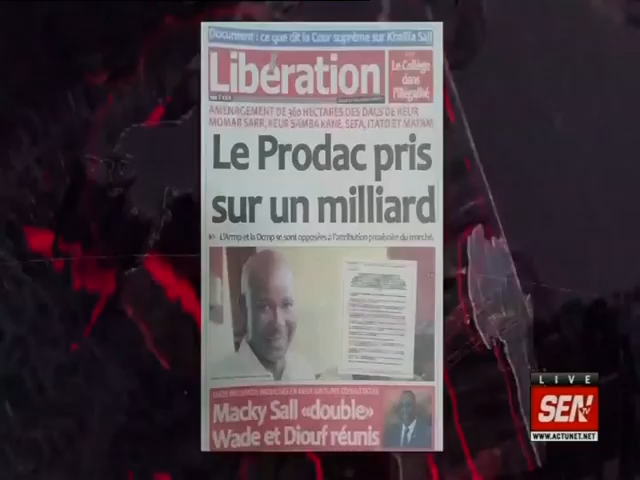 Document : ce que dit la Cour suprême sur Khalifa Sall
Libération
Le Collège
dans
l'illégalité
AMENAGEMENT DE 360 HECTARES DES DACS DE KEUR
MOMAR SARR, KEUR SAMBA KANE, SEFA, ITATO ET MATAM
Le Prodac pris
sur un milliard
L'Armp et la Dcmp se sont opposées à l'attribution provisoire du marché
Macky Sall «double»
Wade et Diouf réunis
LIVE
SEN TV
WWW.ACTUNET.NET